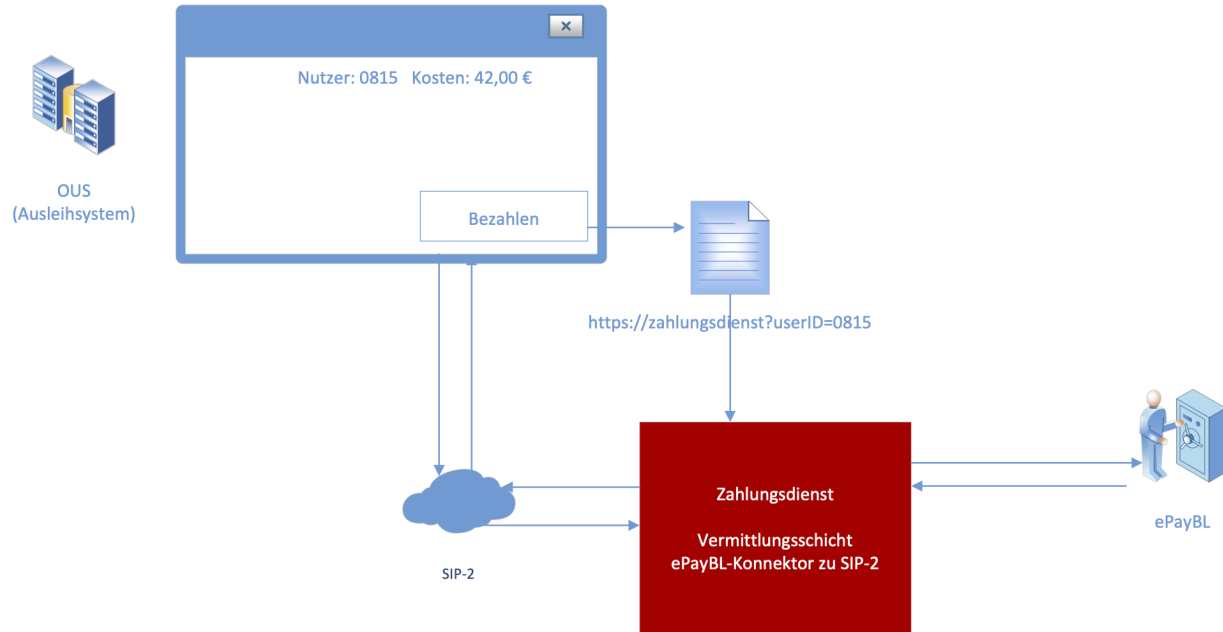 Nutzer: 0815 Kosten: 42,00 €
OUS
(Ausleihsystem)
Bezahlen
https://zahlungsdienst?userID=0815
Zahlungsdienst
Vermittlungsschicht
ePayBL-Konnektor zu SIP-2
ePayBL
SIP-2